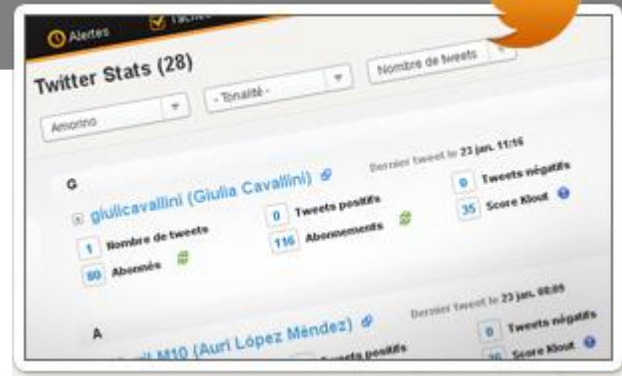 Alertes
Twitter Stats (28)
Amorino
- Tonalité -
Nombre de tweets
G
giulicavallini (Giulia Cavallini)
Dernier tweet le 23 jan. 11:16
1 Nombre de tweets
0 Tweets positifs
0 Tweets négatifs
80 Abonnés
116 Abonnements
35 Score Klout
A
M10 (Auri López Méndez)
Dernier tweet le 23 jan. 08:09
Tweets positifs
0 Tweets négatifs
Score Klout